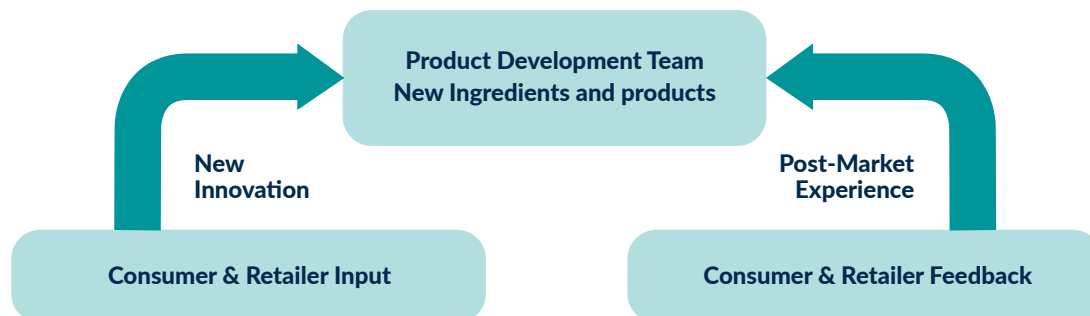 Product Development Team
New Ingredients and products
New
Innovation
Post-Market
Experience
Consumer & Retailer Input
Consumer & Retailer Feedback